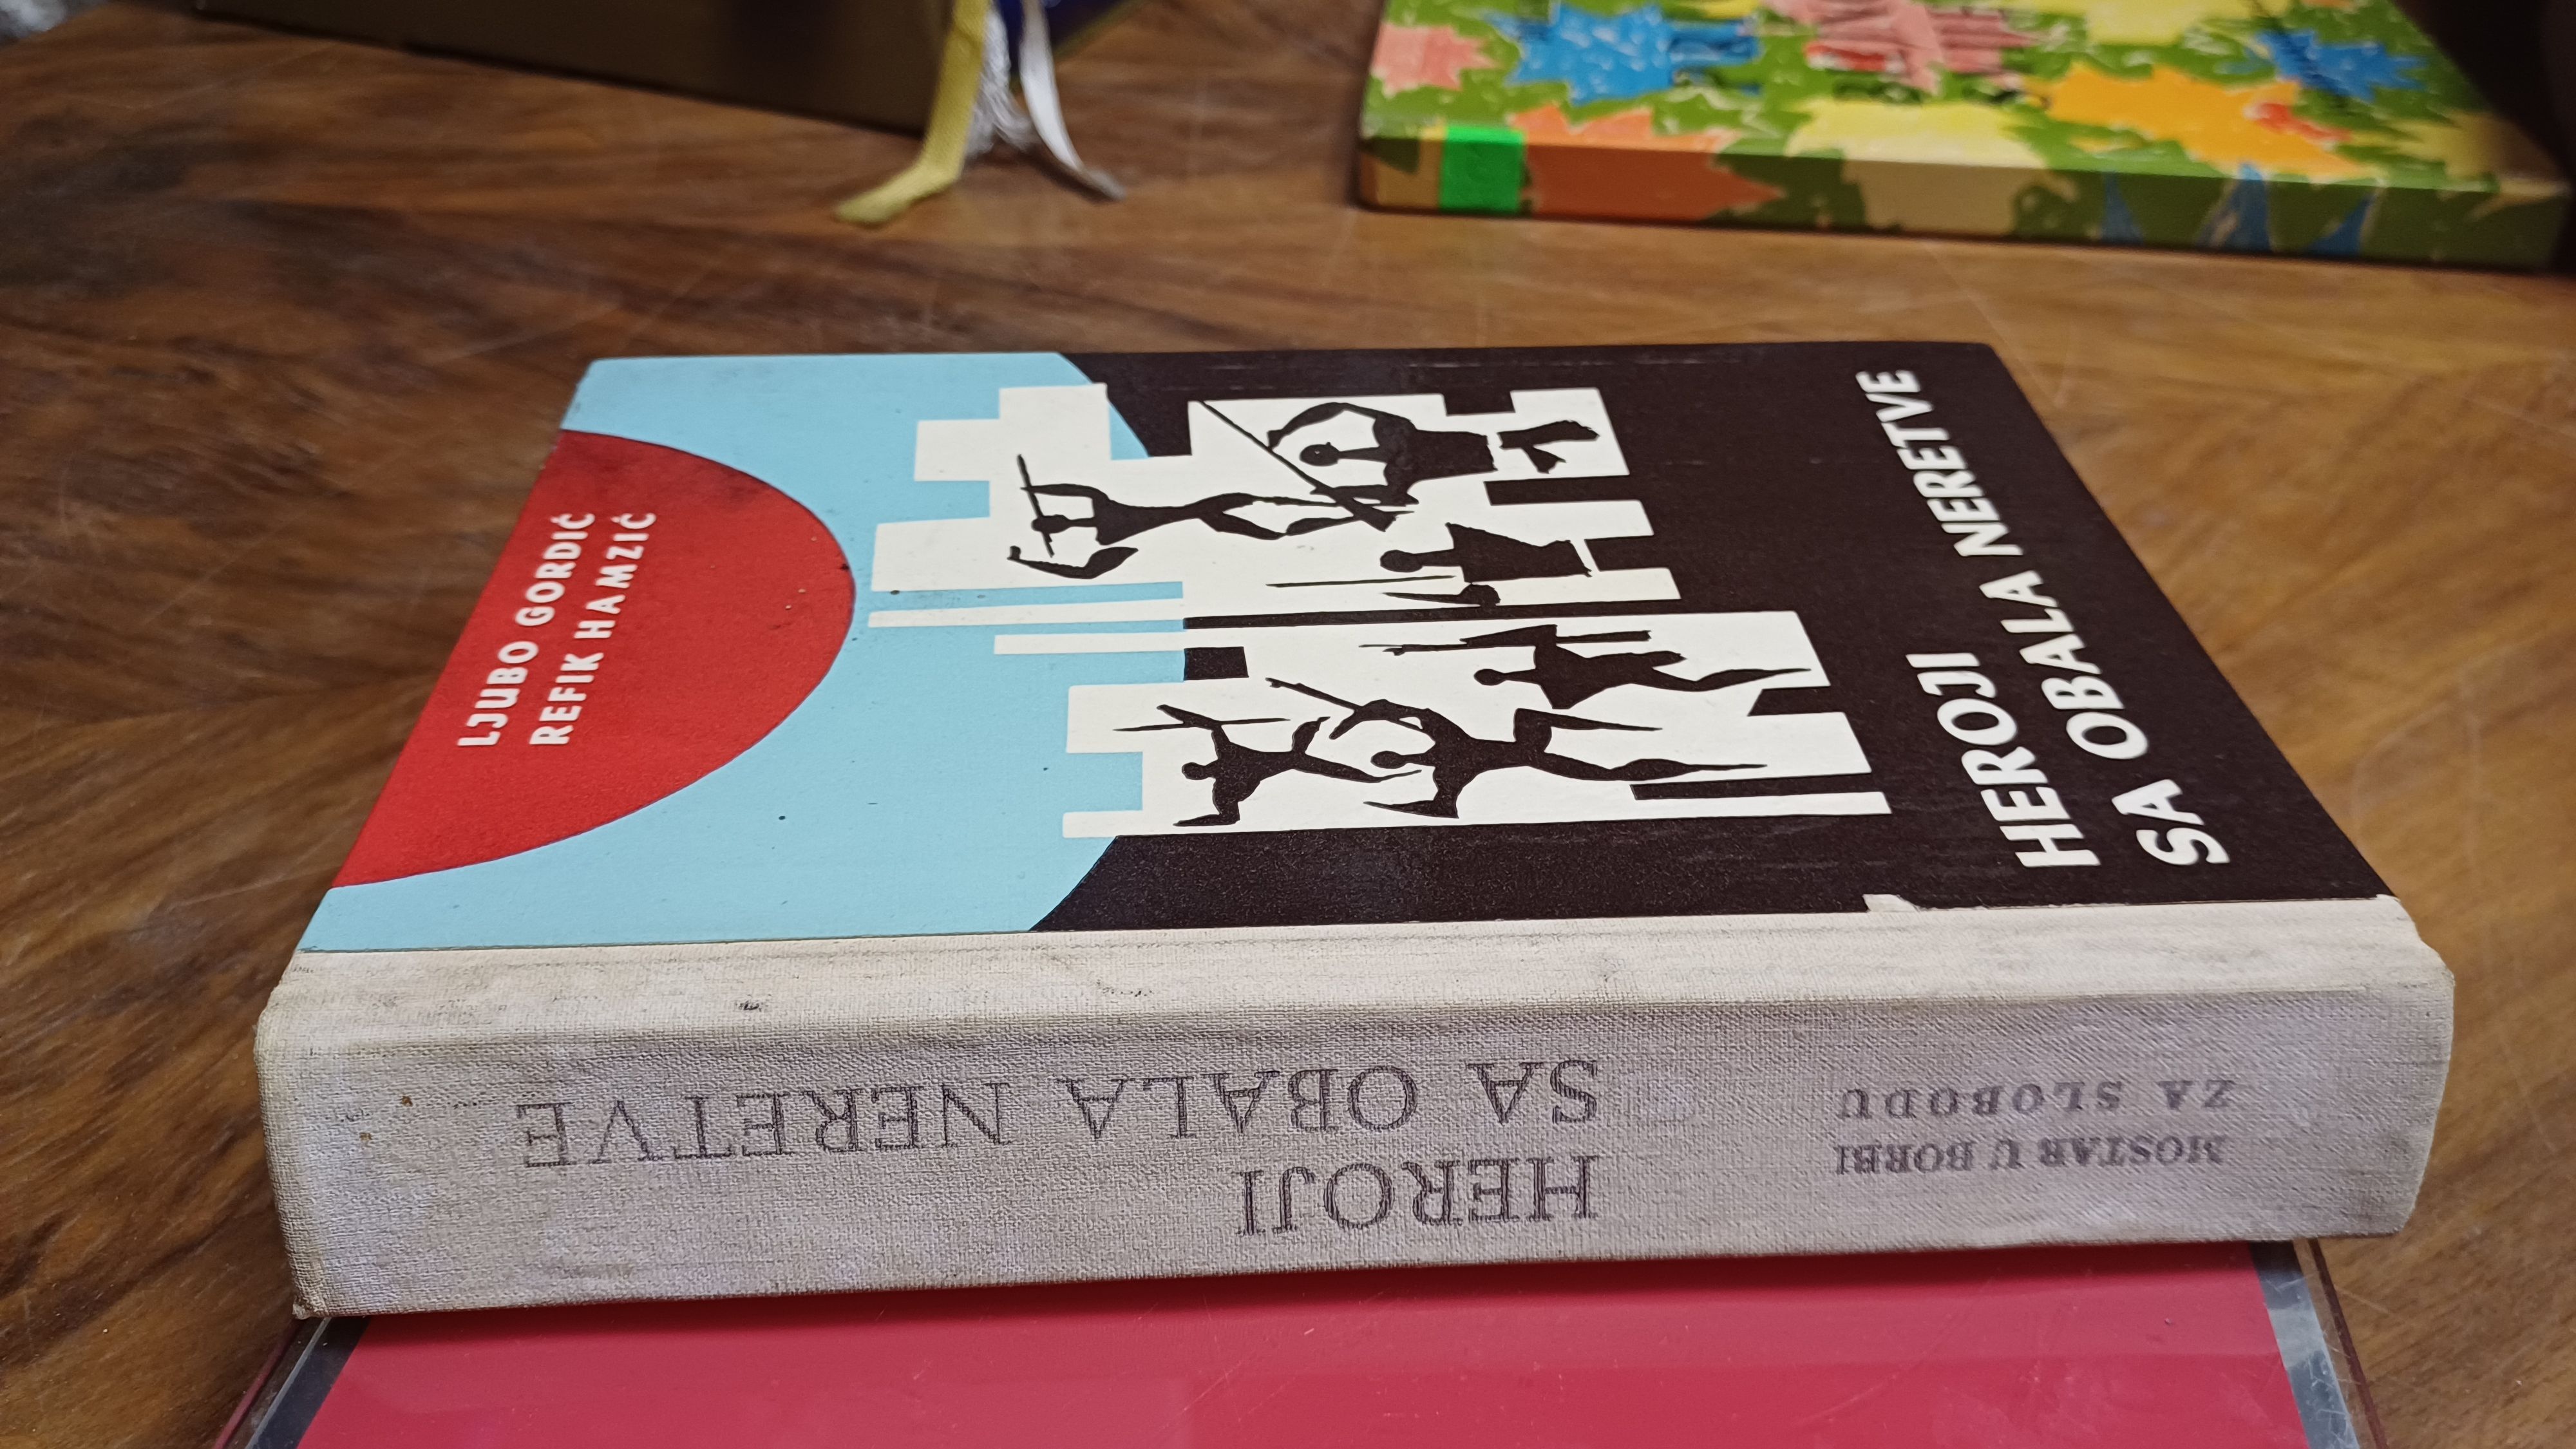 LJUBO GORDIĆ
REFIK HAMZIĆ
HEROJI
SA OBALA NERETVE
HEROJI
SA OBALA NERETVE
MOSTAR U BORBI
ZA SLOBODU